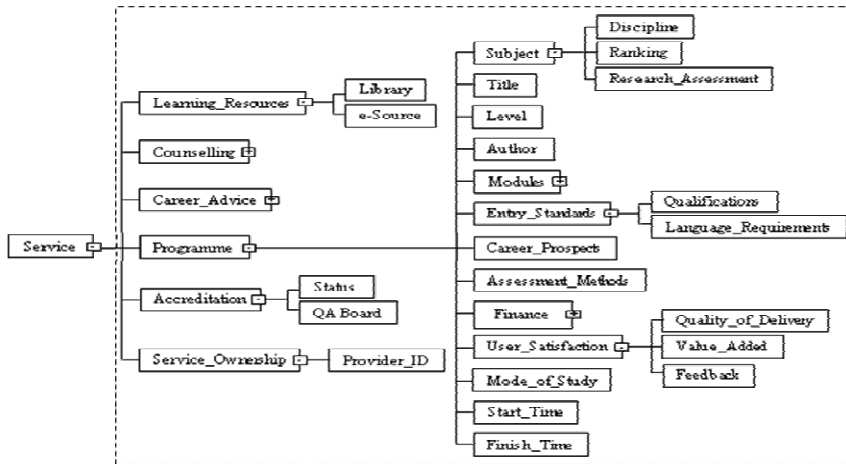 Service
Learning_Resources
Library
e-Source
Counselling
Career_Advice
Programme
Subject
Discipline
Ranking
Research_Assessment
Title
Level
Author
Modules
Entry_Standards
Qualifications
Language_Requirements
Career_Prospects
Assessment_Methods
Finance
User_Satisfaction
Quality_of_Delivery
Value_Added
Feedback
Mode_of_Study
Start_Time
Finish_Time
Accreditation
Status
QA Board
Service_Ownership
Provider_ID